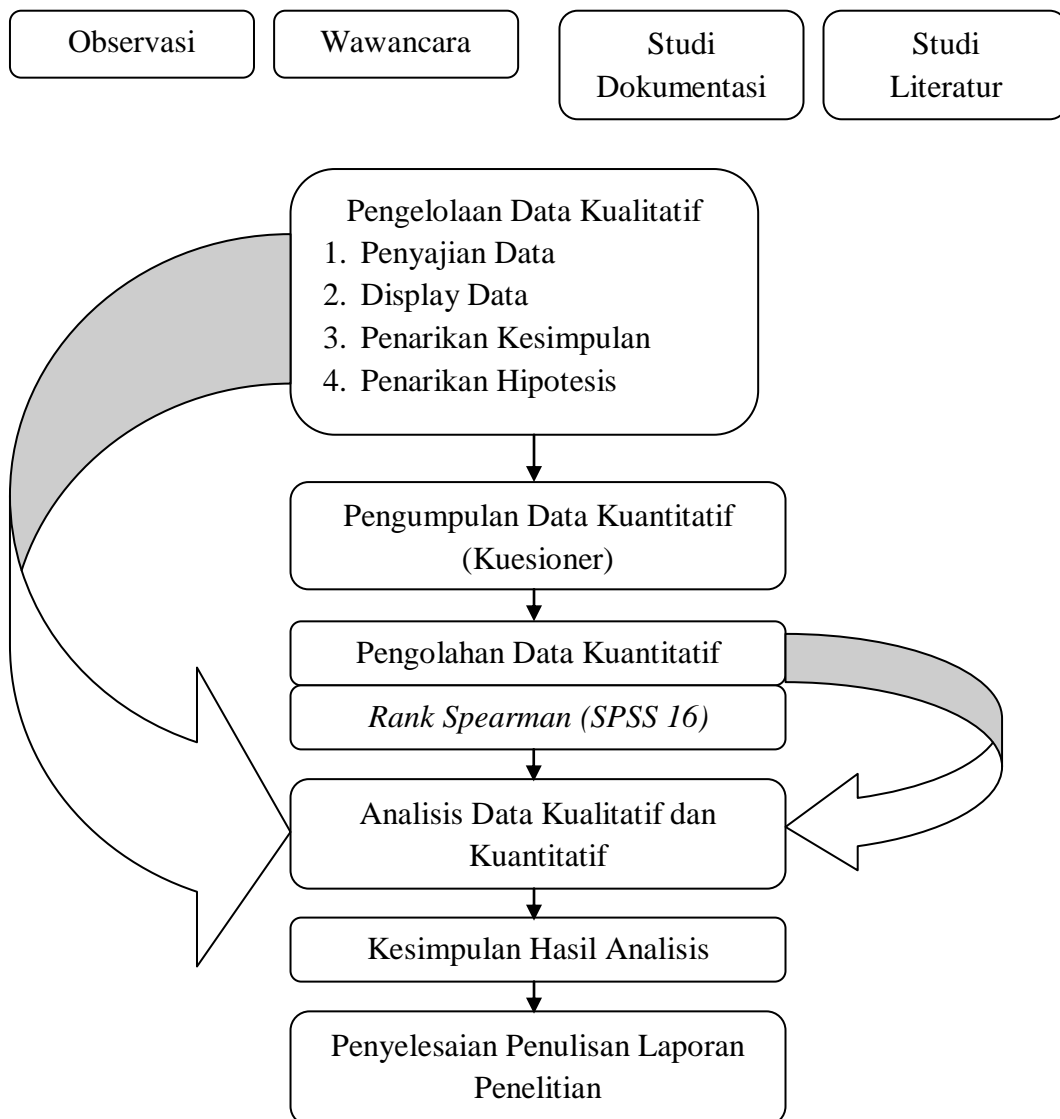 Observasi
Wawancara
Studi
Dokumentasi
Studi
Literatur
Pengelolaan Data Kualitatif
1. Penyajian Data
2. Display Data
3. Penarikan Kesimpulan
4. Penarikan Hipotesis
Pengumpulan Data Kuantitatif
(Kuesioner)
Pengolahan Data Kuantitatif
Rank Spearman (SPSS 16)
Analisis Data Kualitatif dan
Kuantitatif
Kesimpulan Hasil Analisis
Penyelesaian Penulisan Laporan
Penelitian